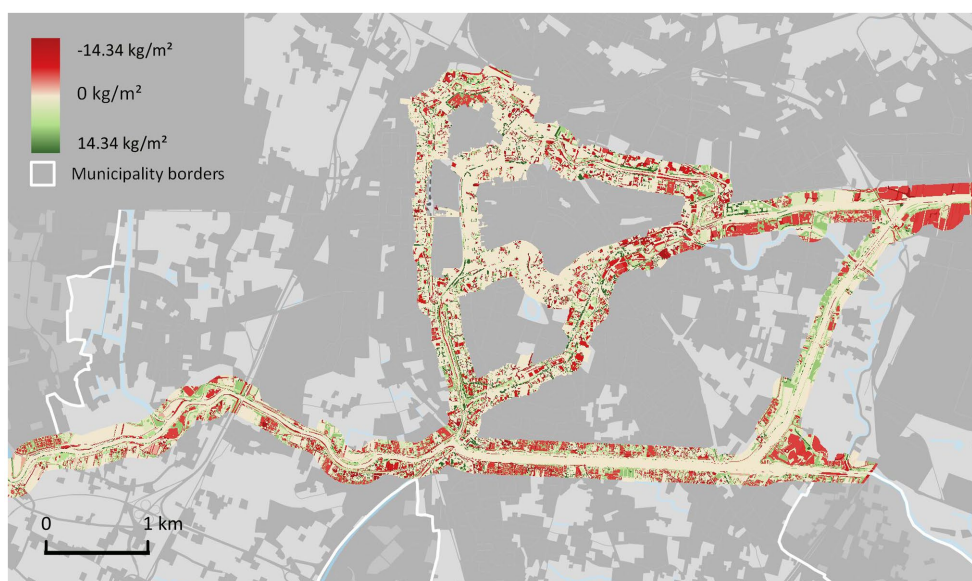 -14.34 kg/m²
0 kg/m²
14.34 kg/m²
Municipality borders
0 1 km